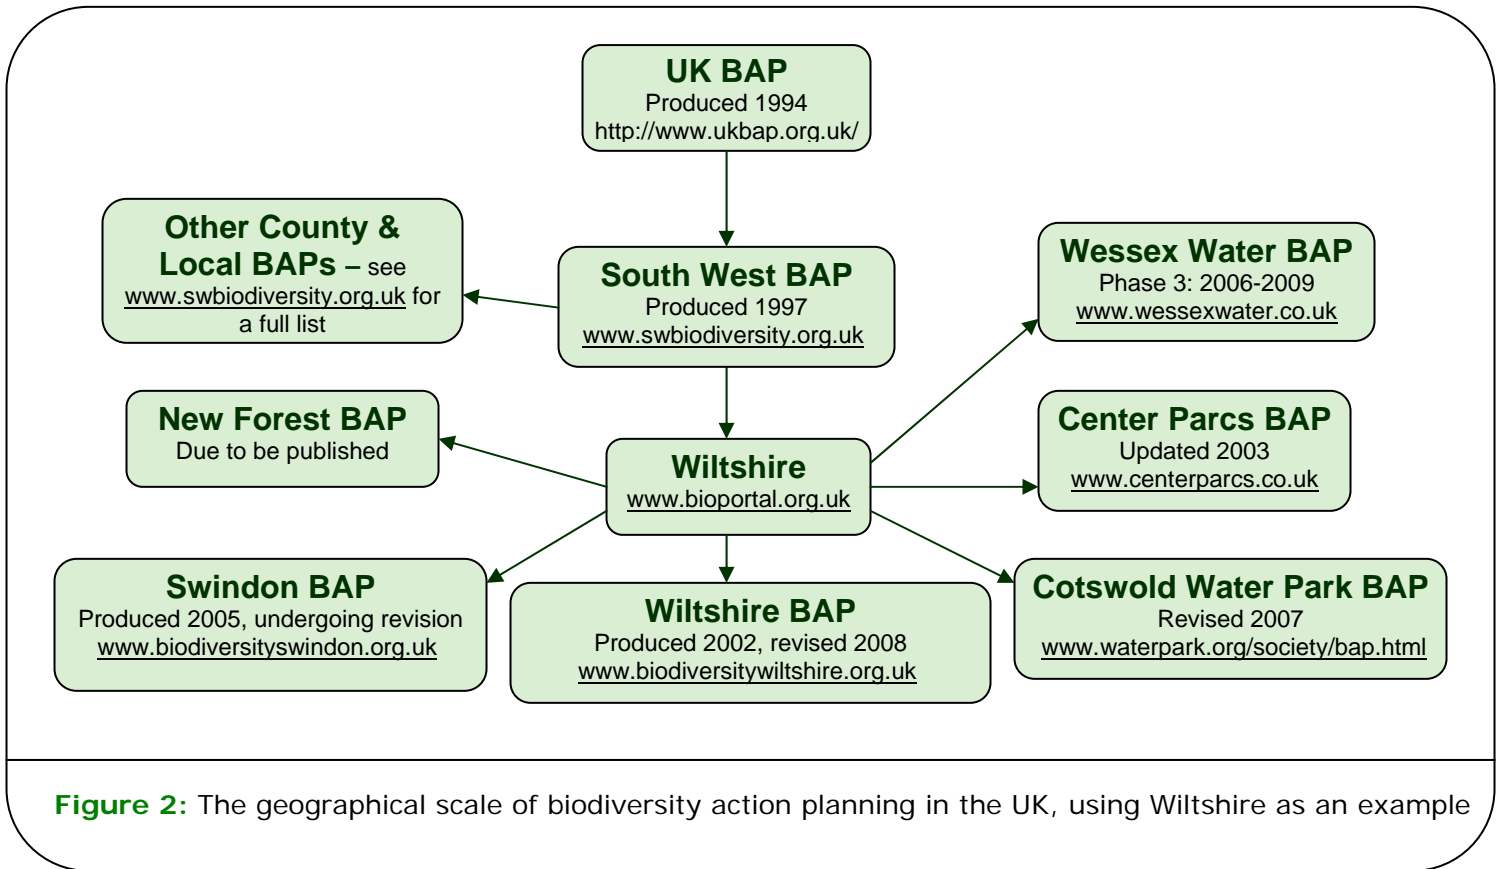 UK BAP
Produced 1994
http://www.ukbap.org.uk/
Other County &
Local BAPs – see
www.swbiodiversity.org.uk for
a full list
South West BAP
Produced 1997
www.swbiodiversity.org.uk
Wessex Water BAP
Phase 3: 2006-2009
www.wessexwater.co.uk
New Forest BAP
Due to be published
Wiltshire
www.bioportal.org.uk
Center Parcs BAP
Updated 2003
www.centerparcs.co.uk
Swindon BAP
Produced 2005, undergoing revision
www.biodiversityswindon.org.uk
Wiltshire BAP
Produced 2002, revised 2008
www.biodiversitywiltshire.org.uk
Cotswold Water Park BAP
Revised 2007
www.waterpark.org/society/bap.html
Figure 2: The geographical scale of biodiversity action planning in the UK, using Wiltshire as an example